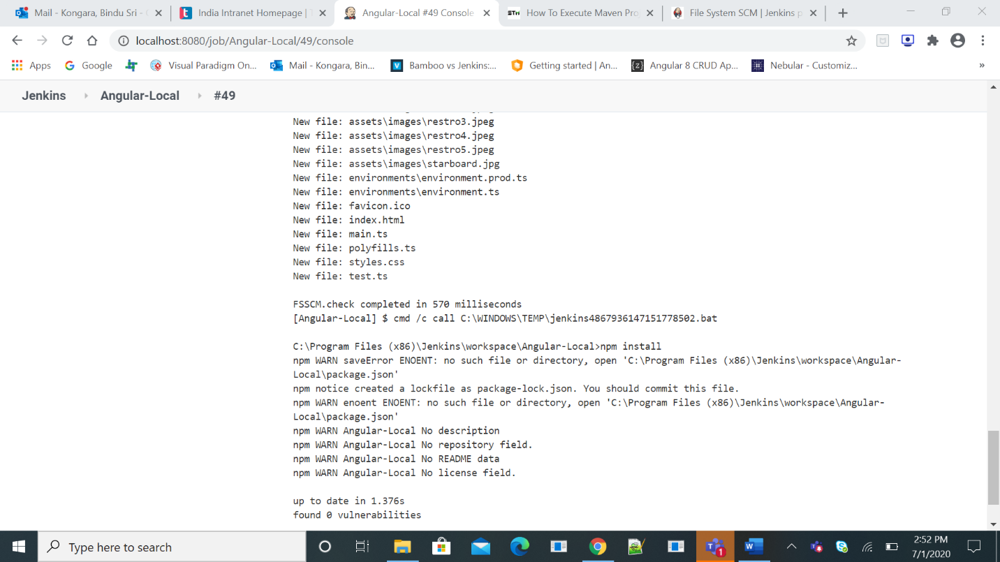 Mail - Kongara, Bindu Sri -
India Intranet Homepage |
Angular-Local #49 Console
How To Execute Maven Pro
File System SCM | Jenkins p
localhost:8080/job/Angular-Local/49/console
Apps
Google
Visual Paradigm On...
Mail - Kongara, Bin...
Bamboo vs Jenkins:...
Getting started | An...
Angular 8 CRUD Ap...
Nebular - Customiz...
»
Jenkins
Angular-Local
#49
New file: assets\images\restro3.jpeg
New file: assets\images\restro4.jpeg
New file: assets\images\restro5.jpeg
New file: assets\images\starboard.jpg
New file: environments\environment.prod.ts
New file: environments\environment.ts
New file: favicon.ico
New file: index.html
New file: main.ts
New file: polyfills.ts
New file: styles.css
New file: test.ts
FSSCM.check completed in 570 milliseconds
[Angular-Local] $ cmd /c call C:\WINDOWS\TEMP\jenkins4867936147151778502.bat
C:\Program Files (x86)\Jenkins\workspace\Angular-Local>npm install
npm WARN saveError ENOENT: no such file or directory, open 'C:\Program Files (x86)\Jenkins\workspace\Angular-
Local\package.json'
npm notice created a lockfile as package-lock.json. You should commit this file.
npm WARN enoent ENOENT: no such file or directory, open 'C:\Program Files (x86)\Jenkins\workspace\Angular-
Local\package.json'
npm WARN Angular-Local No description
npm WARN Angular-Local No repository field.
npm WARN Angular-Local No README data
npm WARN Angular-Local No license field.
up to date in 1.376s
found 0 vulnerabilities
Type here to search
2:52 PM
7/1/2020